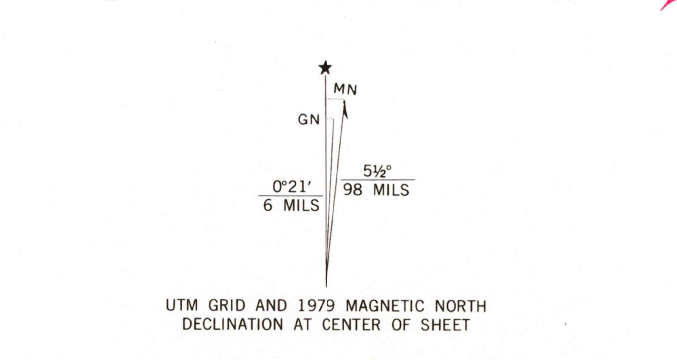 MN
GN
5½°
98 MILS
0°21′
6 MILS
UTM GRID AND 1979 MAGNETIC NORTH
DECLINATION AT CENTER OF SHEET